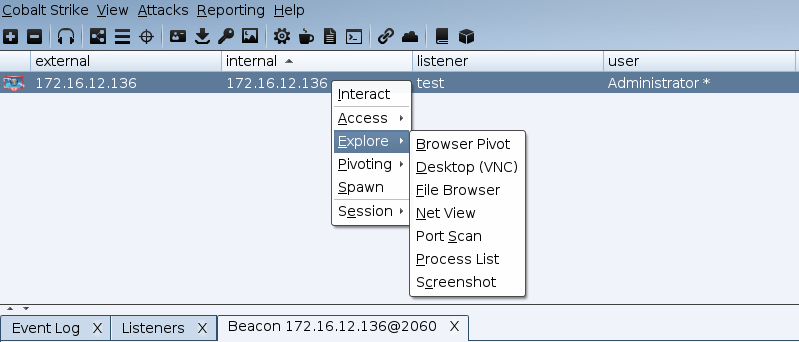 Cobalt Strike View Attacks Reporting Help
external internal listener user
172.16.12.136 172.16.12.136 test Administrator *
Interact
Access
Explore
Pivoting
Spawn
Session
Browser Pivot
Desktop (VNC)
File Browser
Net View
Port Scan
Process List
Screenshot
Event Log X Listeners X Beacon 172.16.12.136@2060 X